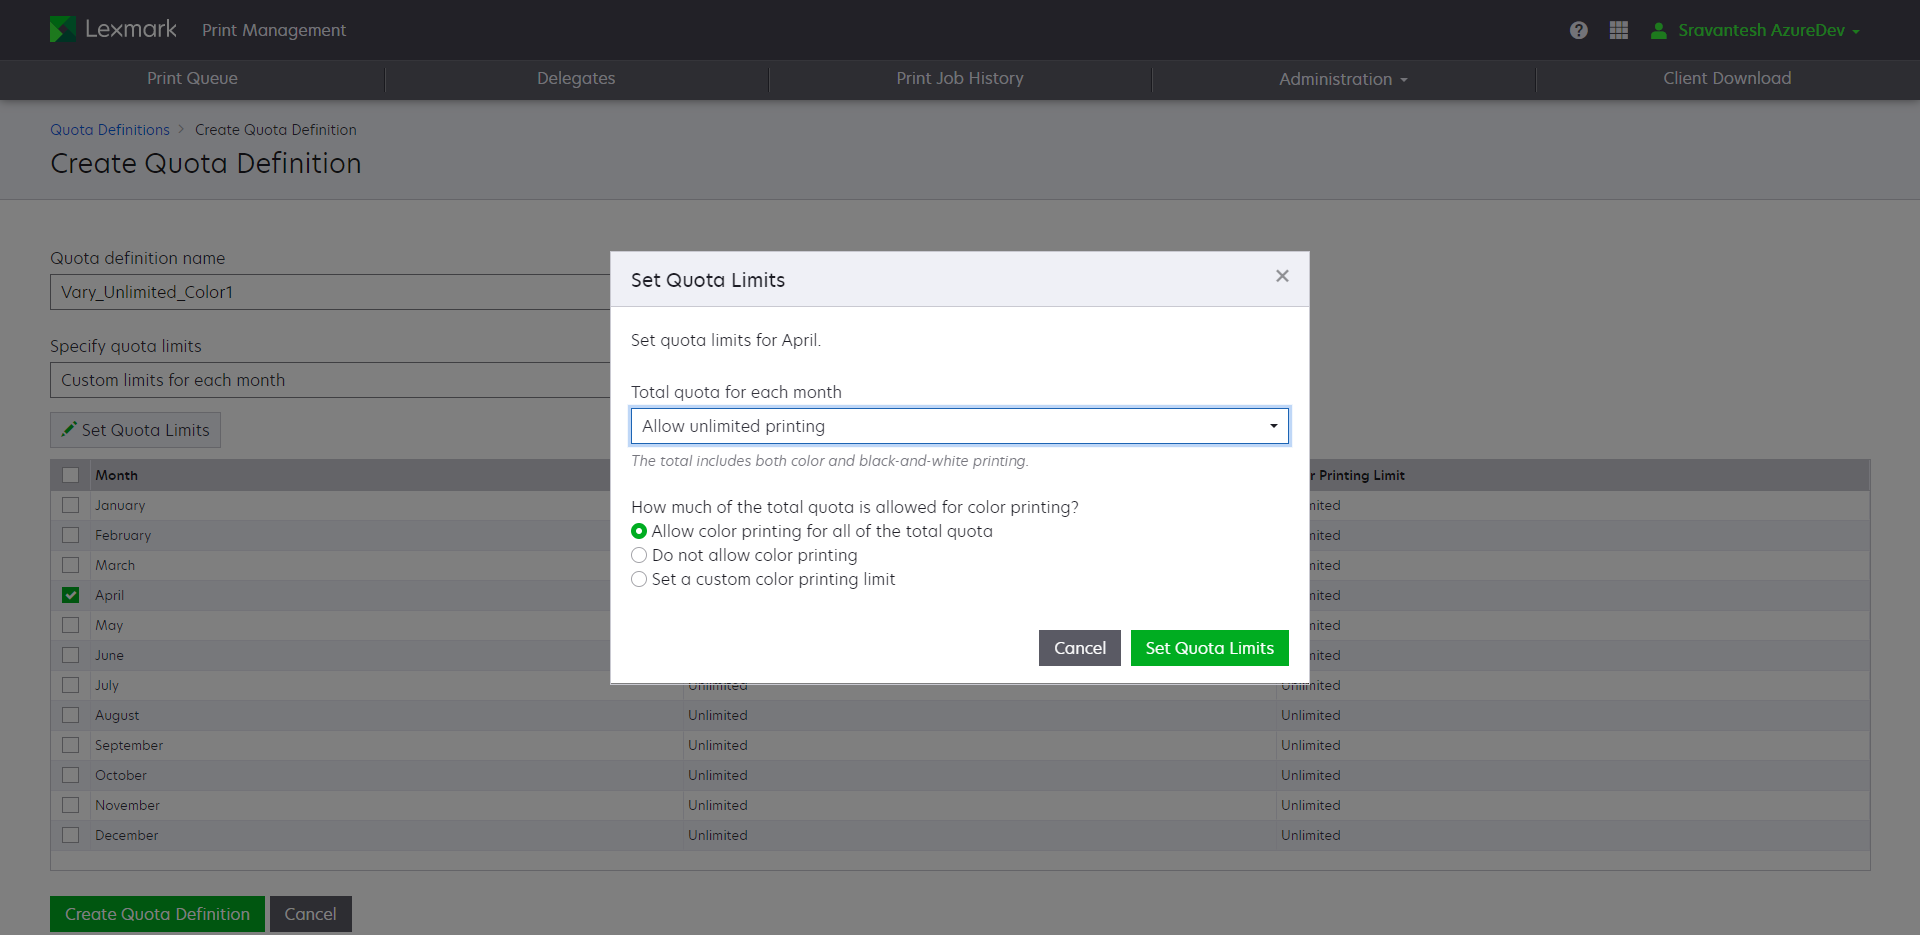 Lexmark Print Management
? Sravantesh AzureDev
Print Queue Delegates Print Job History Administration Client Download
Quota Definitions > Create Quota Definition
Create Quota Definition
Quota definition name
Vary_Unlimited_Color1
Specify quota limits
Custom limits for each month
Set Quota Limits
Set Quota Limits ×
Set quota limits for April.
Total quota for each month
Allow unlimited printing
The total includes both color and black-and-white printing.
How much of the total quota is allowed for color printing?
Allow color printing for all of the total quota
Do not allow color printing
Set a custom color printing limit
Cancel Set Quota Limits
Month Printing Limit
January
February
March
April
May
June
July Unlimited Unlimited
August Unlimited Unlimited
September Unlimited Unlimited
October Unlimited Unlimited
November Unlimited Unlimited
December Unlimited Unlimited
Create Quota Definition Cancel